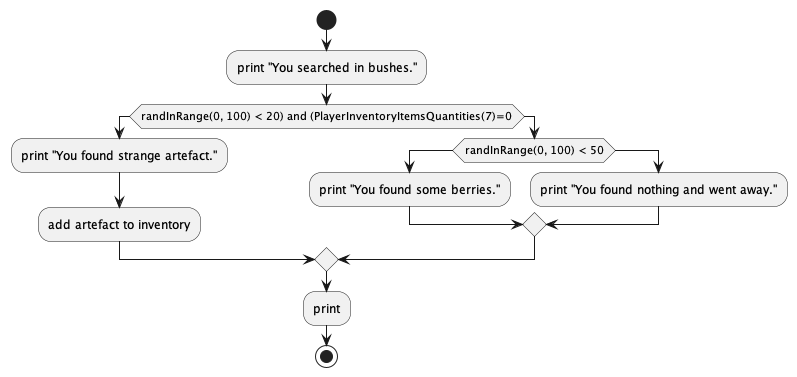 print "You searched in bushes."
randInRange(0, 100) < 20) and (PlayerInventoryItemsQuantities(7)=0
print "You found strange artefact."
add artefact to inventory
randInRange(0, 100) < 50
print "You found some berries."
print "You found nothing and went away."
print